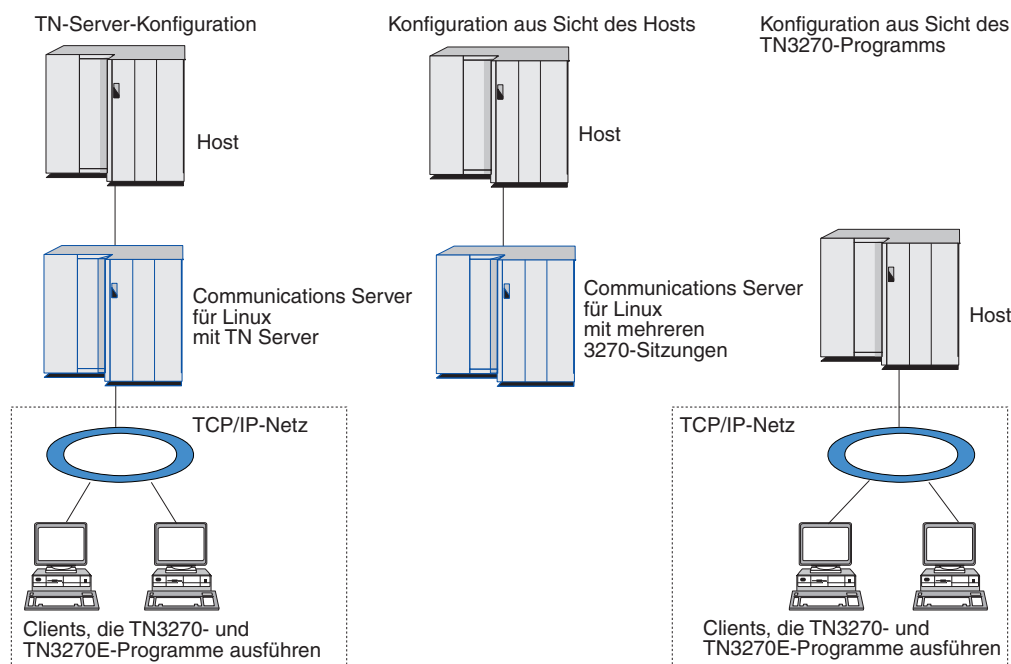 TN-Server-Konfiguration
Host
Communications Server
für Linux
mit TN Server
TCP/IP-Netz
Clients, die TN3270- und
TN3270E-Programme ausführen
Konfiguration aus Sicht des Hosts
Host
Communications Server
für Linux
mit mehreren
3270-Sitzungen
Konfiguration aus Sicht des
TN3270-Programms
Host
TCP/IP-Netz
Clients, die TN3270- und
TN3270E-Programme ausführen